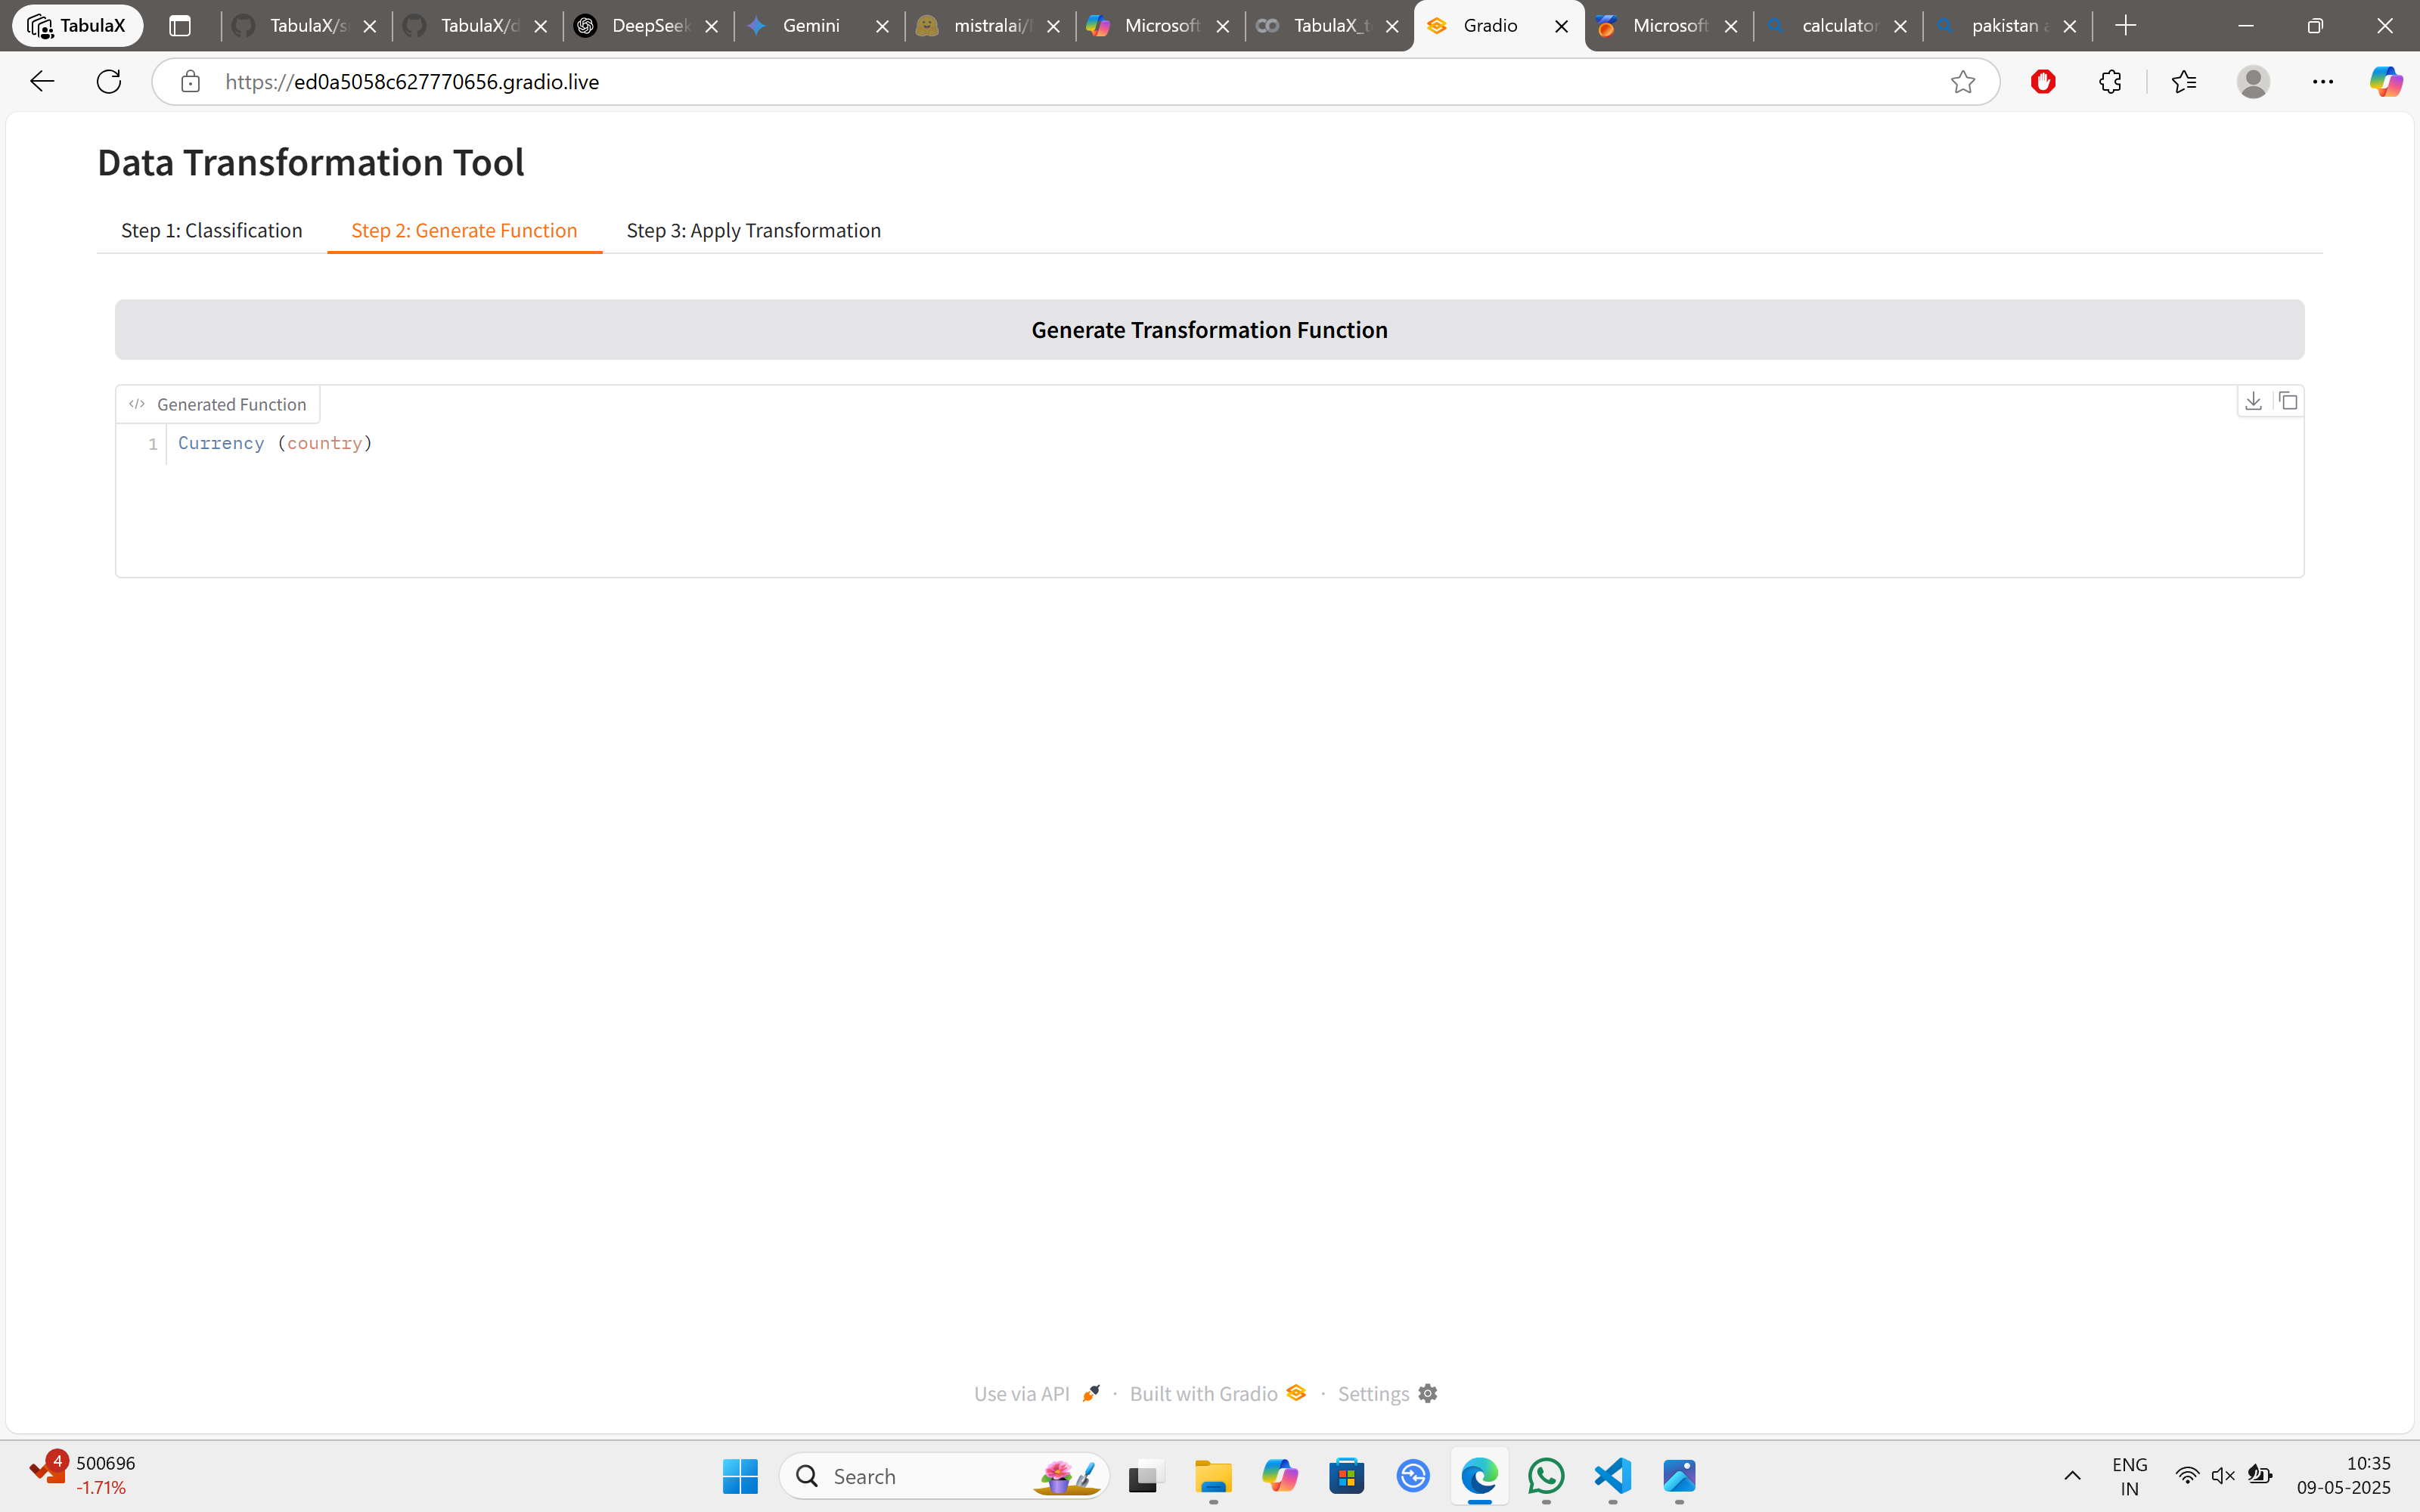 TabulaX
TabulaX/s
TabulaX/d
DeepSeek
Gemini
mistralai/
Microsoft
TabulaX_t
Gradio
Microsoft
calculator
pakistan a
https://ed0a5058c627770656.gradio.live
Data Transformation Tool
Step 1: Classification
Step 2: Generate Function
Step 3: Apply Transformation
Generate Transformation Function
Generated Function
1 Currency (country)
Use via API · Built with Gradio · Settings
4
500696
-1.71%
Search
ENG
IN
10:35
09-05-2025